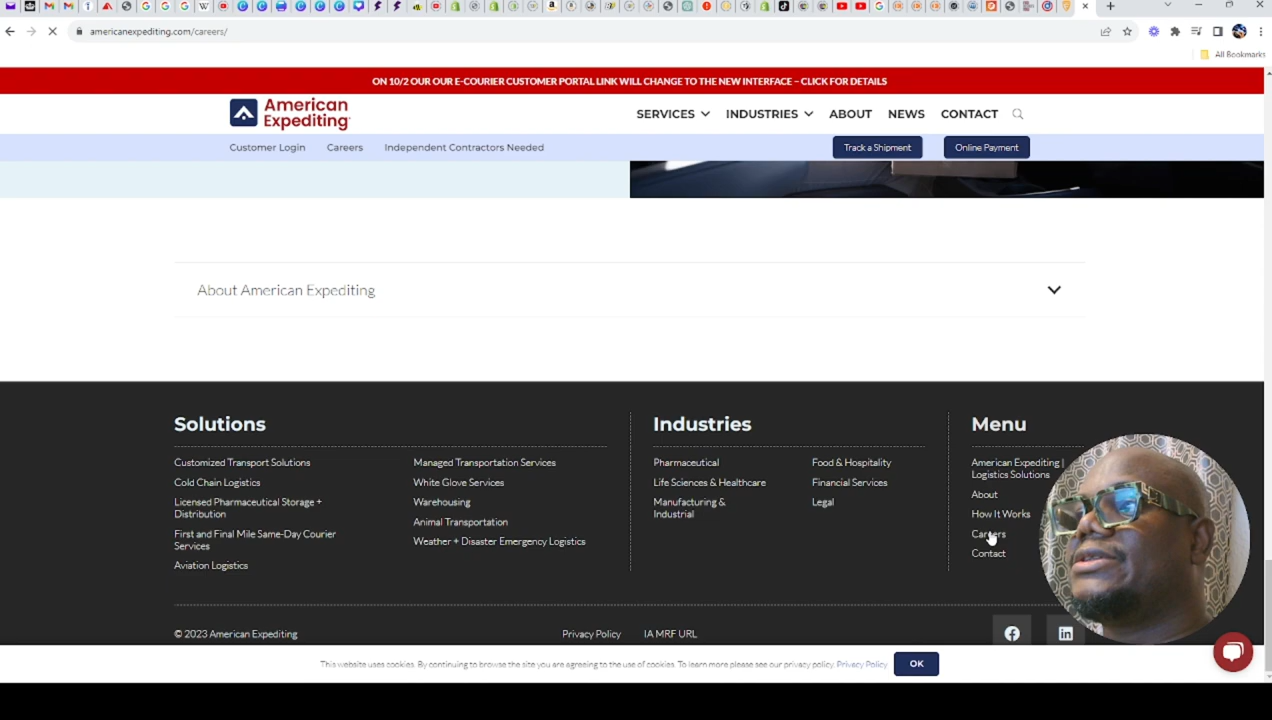 americanexpediting.com/careers/
All Bookmarks
ON 10/2 OUR OUR E-COURIER CUSTOMER PORTAL LINK WILL CHANGE TO THE NEW INTERFACE – CLICK FOR DETAILS
American
Expediting
SERVICES INDUSTRIES ABOUT NEWS CONTACT
Customer Login Careers Independent Contractors Needed Track a Shipment Online Payment
About American Expediting
Solutions
Customized Transport Solutions
Cold Chain Logistics
Licensed Pharmaceutical Storage +
Distribution
First and Final Mile Same-Day Courier
Services
Aviation Logistics
Managed Transportation Services
White Glove Services
Warehousing
Animal Transportation
Weather + Disaster Emergency Logistics
Industries
Pharmaceutical
Life Sciences & Healthcare
Manufacturing &
Industrial
Food & Hospitality
Financial Services
Legal
Menu
American Expediting |
Logistics Solutions
About
How It Works
Careers
Contact
© 2023 American Expediting
Privacy Policy IA MRF URL
This website uses cookies. By continuing to browse the site you are agreeing to the use of cookies. To learn more please see our privacy policy. Privacy Policy OK